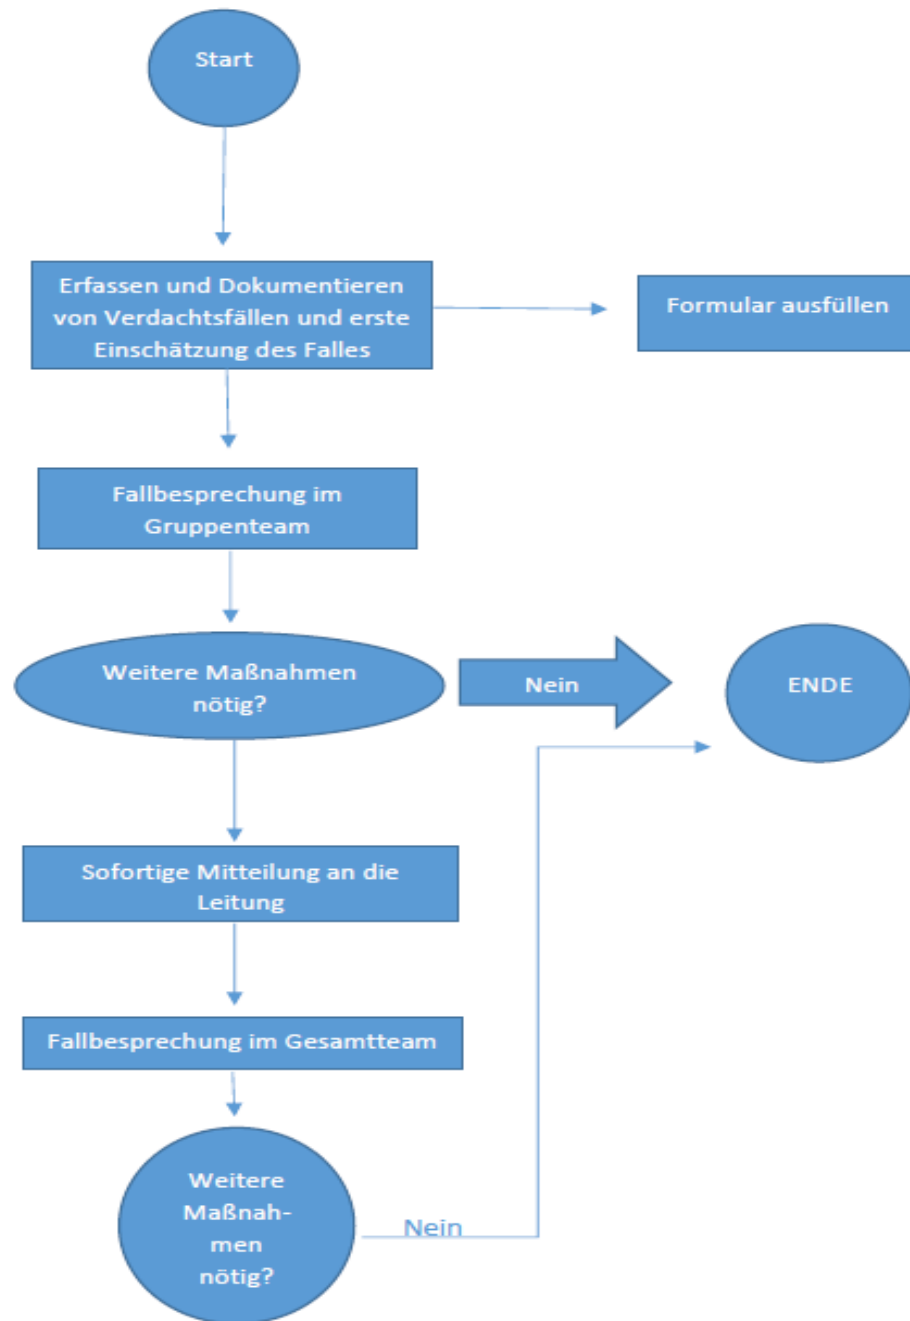 Start
Erfassen und Dokumentieren
von Verdachtsfällen und erste
Einschätzung des Falles
Formular ausfüllen
Fallbesprechung im
Gruppenteam
Weitere Maßnahmen
nötig?
Nein
ENDE
Sofortige Mitteilung an die
Leitung
Fallbesprechung im Gesamtteam
Weitere
Maßnah-
men
nötig?
Nein